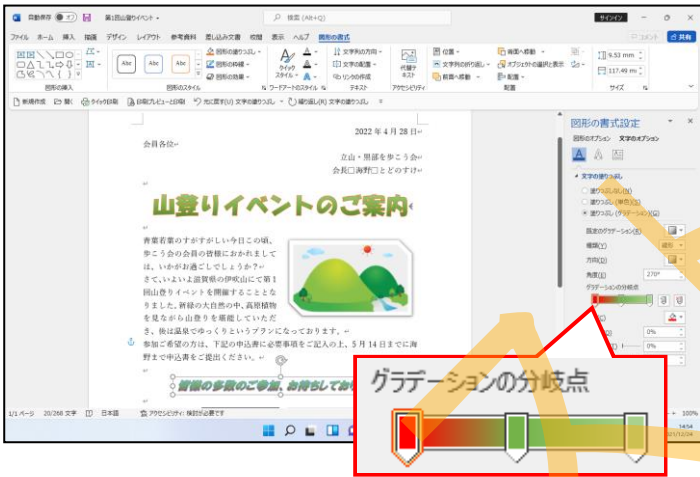 自動保存 オフ 第1回山登りイベント 検索 (Alt+Q) サインイン
ファイル ホーム 挿入 描画 デザイン レイアウト 参考資料 差し込み文書 校閲 表示 ヘルプ 図形の書式 コメント 共有
Abc Abc Abc
図形の塗りつぶし
図形の枠線
図形の効果
クイック
スタイル
文字列の方向
文字の配置
リンクの作成
代替テ
キスト
位置
文字列の折り返し
前面へ移動
背面へ移動
オブジェクトの選択と表示
配置
9.53 mm
117.49 mm
図形の挿入 図形のスタイル ワードアートのスタイル テキスト アクセシビリティ 配置 サイズ
新規作成 開く クイック印刷 印刷プレビューと印刷 元に戻す(U) 文字の塗りつぶし 繰り返し(R) 文字の塗りつぶし
2022 年 4 月 28 日
会員各位
立山・黒部を歩こう会
会長□海野□とどのすけ
山登りイベントのご案内
青葉若葉のすがすがしい今日この頃、
歩こう会の会員の皆様におかれまして
は、いかがお過ごしでしょうか？
さて、いよいよ滋賀県の伊吹山にて第 1
回山登りイベントを開催することとな
りました。新緑の大自然の中、高原植物
を見ながら山登りを堪能していただ
き、後は温泉でゆっくりというプランになっております。
参加ご希望の方は、下記の申込書に必要事項をご記入の上、5 月 14 日までに海
野まで申込書をご提出ください。
皆様の多数のご参加、お待ちしてお
図形の書式設定
図形のオプション 文字のオプション
文字の塗りつぶし
塗りつぶしなし(N)
塗りつぶし (単色)(S)
塗りつぶし (グラデーション)(G)
既定のグラデーション(R)
種類(Y) 線形
方向(D)
角度(E) 270°
グラデーションの分岐点
0%
0%
グラデーションの分岐点
1/1 ページ 20/268 文字 日本語 アクセシビリティ: 検討が必要です 100%
14:54
2021/12/24